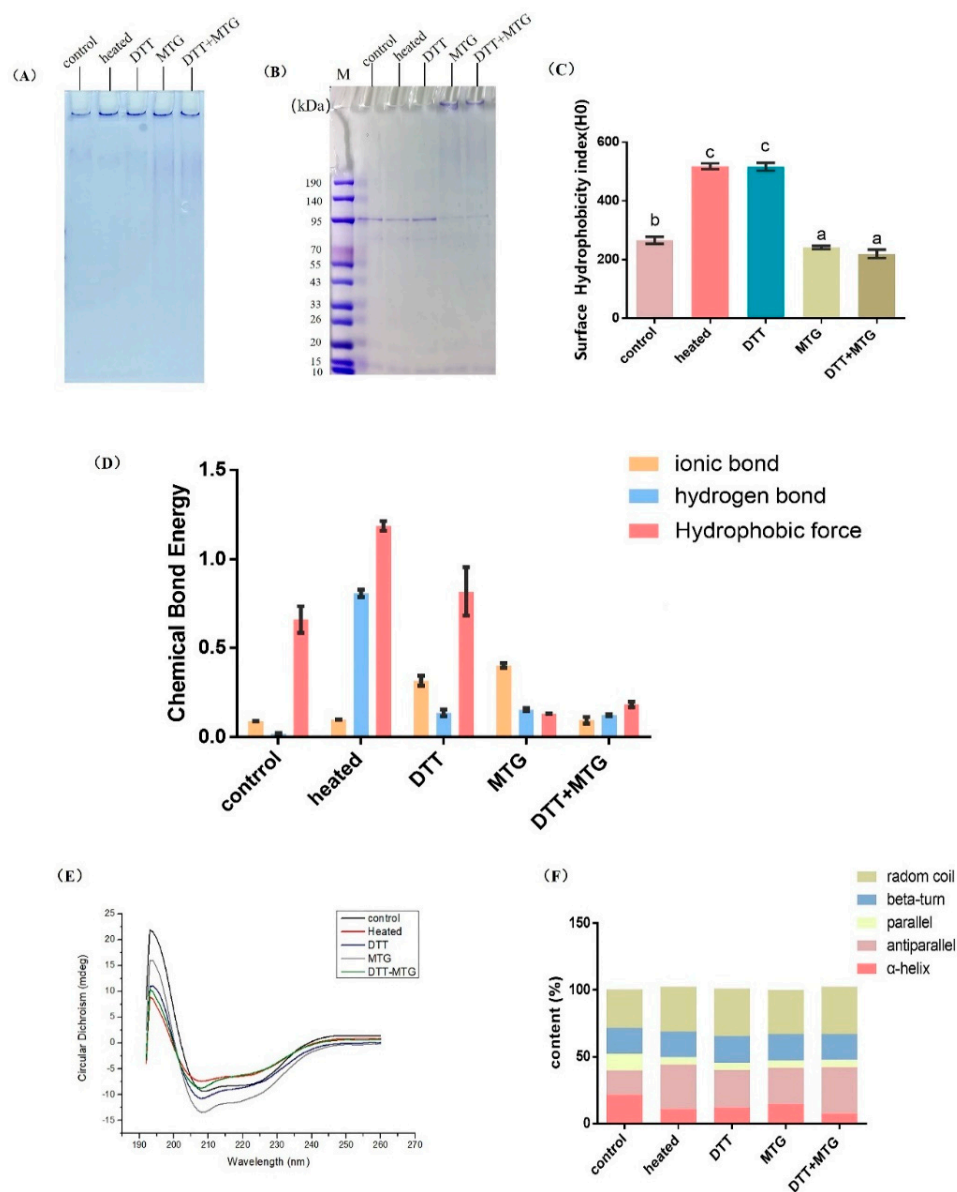 (A)
control
heated
DTT
MTG
DTT+MTG
(B)
M
control
heated
DTT
MTG
DTT+MTG
(kDa)
190
140
95
70
55
43
33
26
20
15
10
(C)
Surface Hydrophobicity index(H0)
600
400
200
0
b
c
c
a
a
control
heated
DTT
MTG
DTT+MTG
(D)
Chemical Bond Energy
1.5
1.0
0.5
0.0
ionic bond
hydrogen bond
Hydrophobic force
contrrol
heated
DTT
MTG
DTT+MTG
(E)
Circular Dichroism (mdeg)
25
20
15
10
5
0
-5
-10
-15
control
Heated
DTT
MTG
DTT-MTG
190
200
210
220
230
240
250
260
270
Wavelength (nm)
(F)
radom coil
beta-turn
parallel
antiparallel
α-helix
content (%)
150
100
50
0
control
heated
DTT
MTG
DTT+MTG